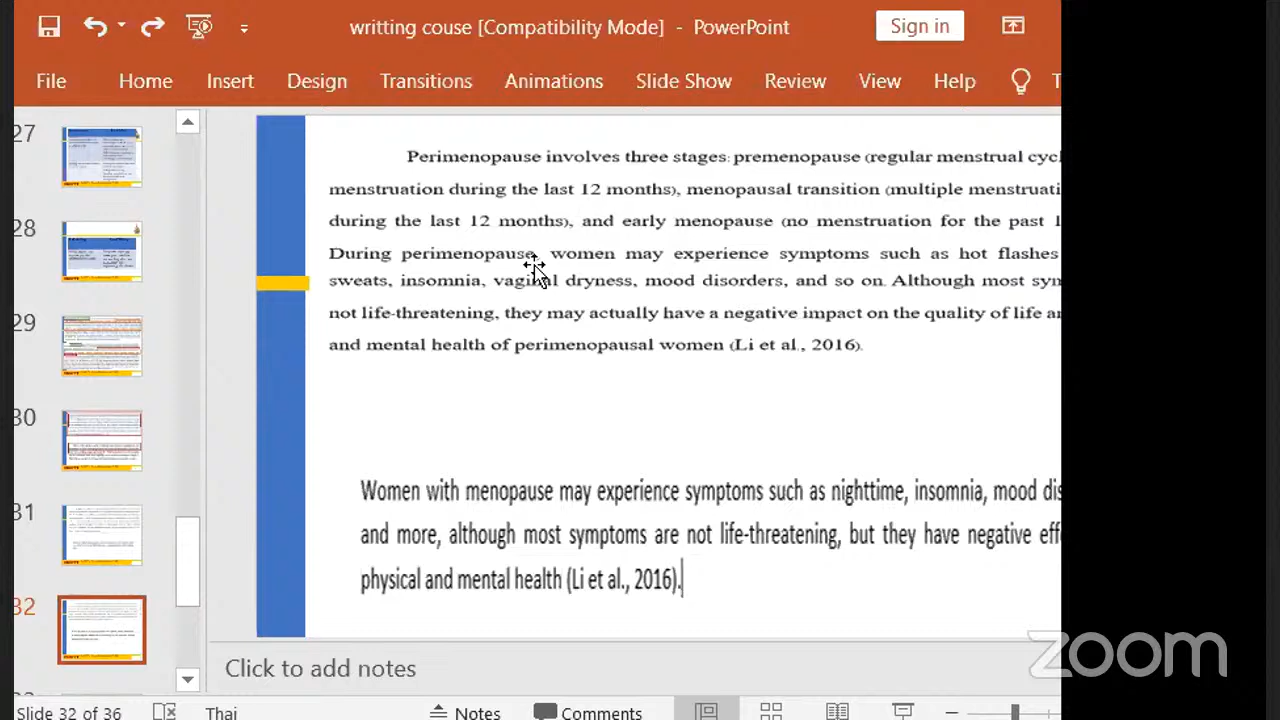 writting couse [Compatibility Mode] - PowerPoint
Sign in
File Home Insert Design Transitions Animations Slide Show Review View Help
27
28
29
30
31
32
Perimenopause involves three stages: premenopause (regular menstrual
menstruation during the last 12 months), menopausal transition (multiple
during the last 12 months), and early menopause (no menstruation for the past
During perimenopause, women may experience symptoms such as hot flashes
sweats, insomnia, vaginal dryness, mood disorders, and so on. Although most
not life-threatening, they may actually have a negative impact on the quality of life
and mental health of perimenopausal women (Li et al., 2016).
Women with menopause may experience symptoms such as nighttime, insomnia, mood
and more, although most symptoms are not life-threatening, but they have negative
physical and mental health (Li et al., 2016).
Click to add notes
zoom
Slide 32 of 36 Thai Notes Comments